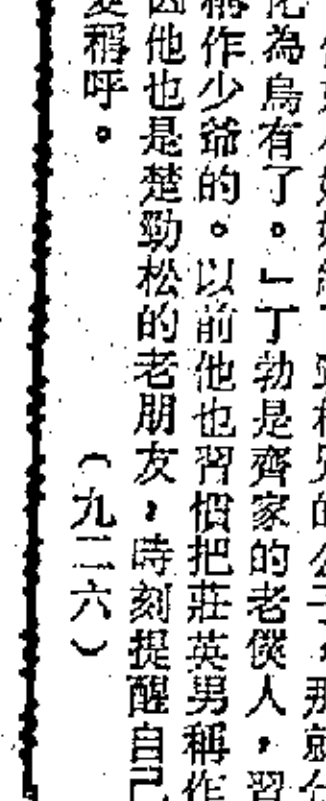 的公子，那就
化為烏有了。」丁勃是齊家的老僕人，習
稱作少爺的。以前他也習慣把莊英男稱作
因他也是楚勁松的老朋友，時刻提醒自己
變稱呼。
（九二六）